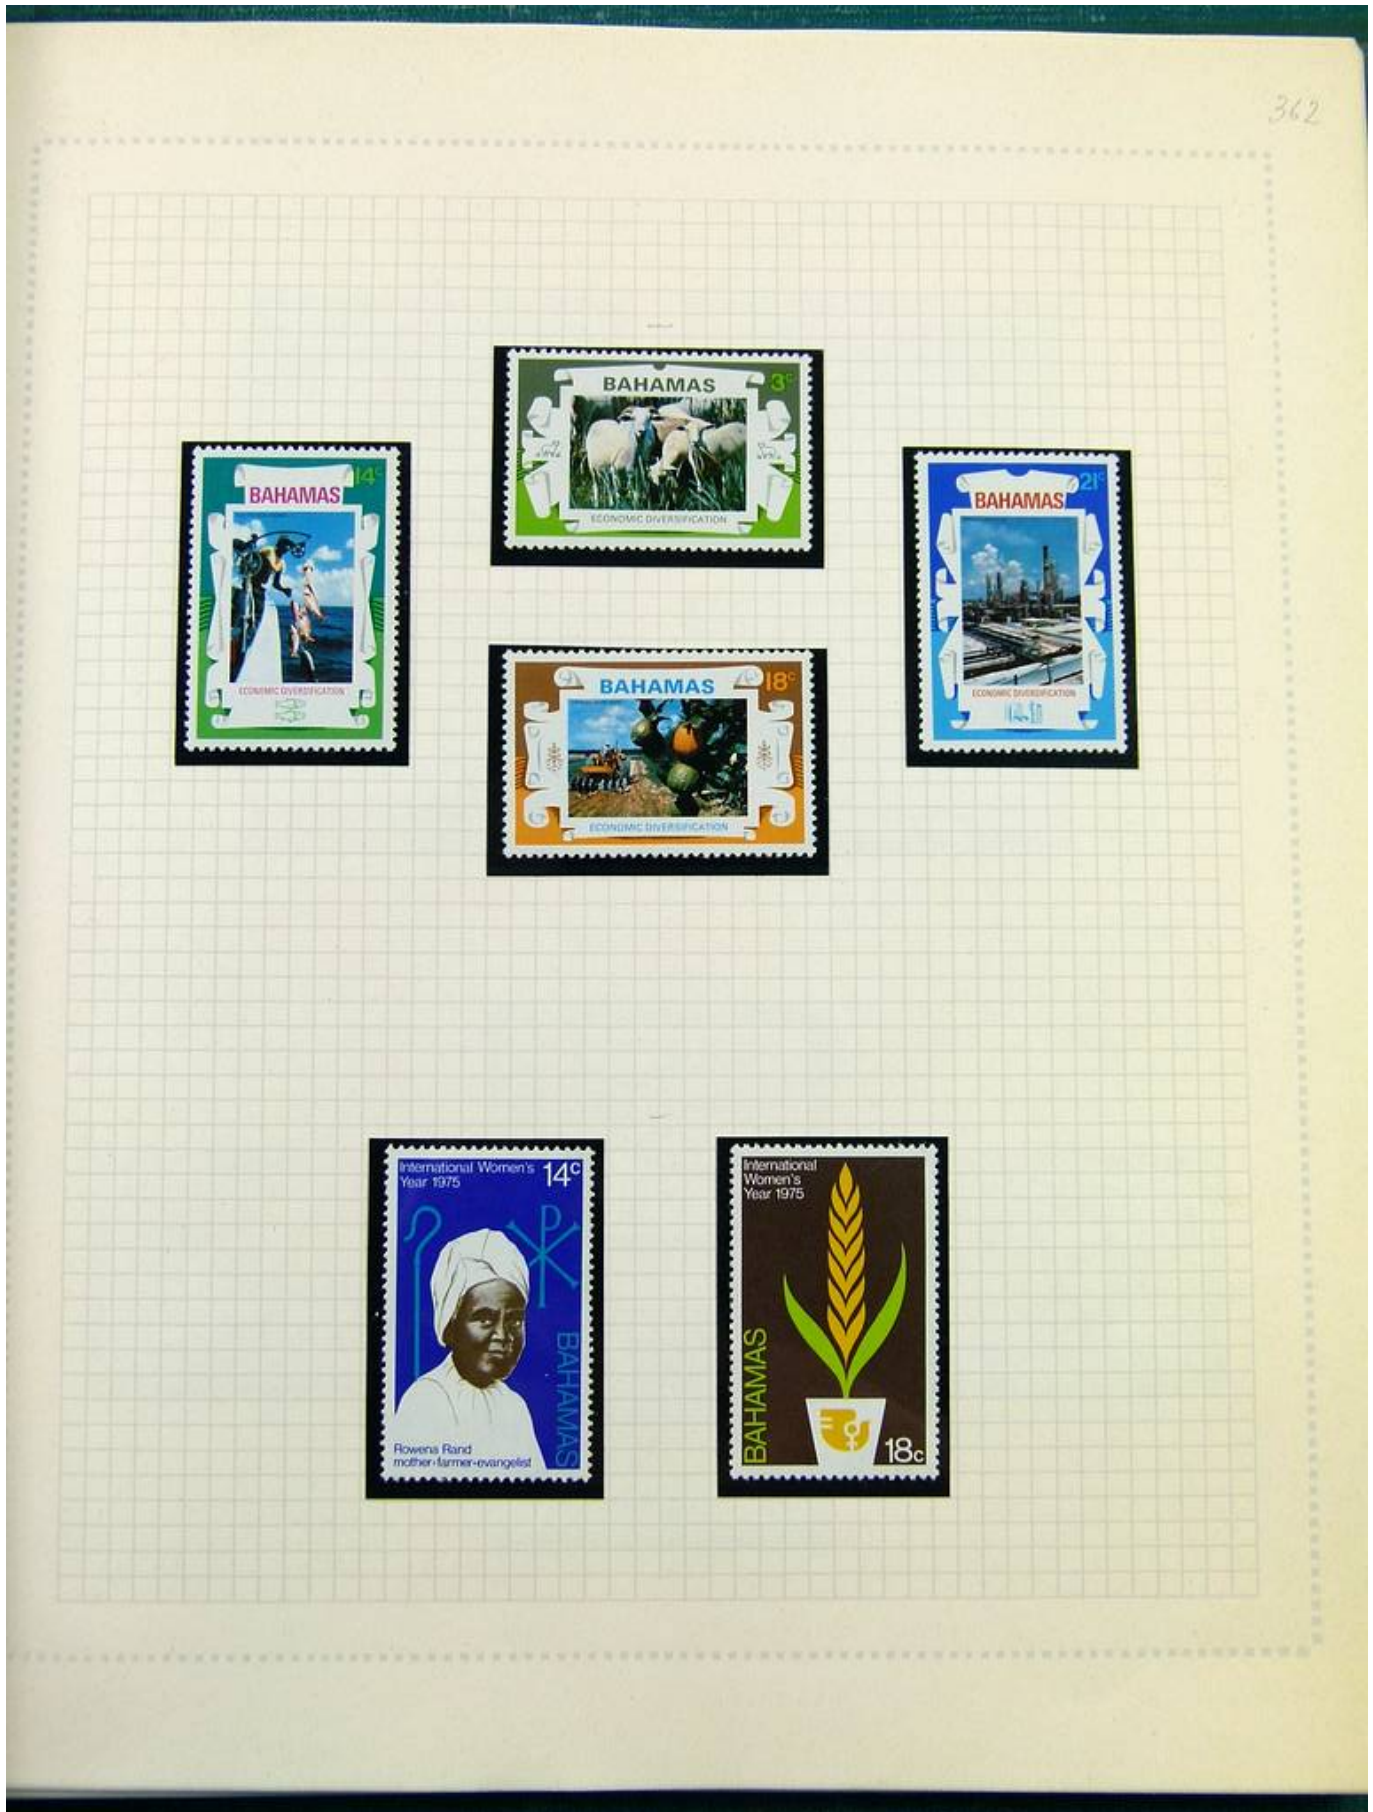 362
BAHAMAS 3c
ECONOMIC DIVERSIFICATION
14c
BAHAMAS
ECONOMIC DIVERSIFICATION
21c
BAHAMAS
ECONOMIC DIVERSIFICATION
BAHAMAS 18c
ECONOMIC DIVERSIFICATION
International Women's 14c
Year 1975
BAHAMAS
Rowena Rand
mother-farmer-evangelist
International
Women's
Year 1975
BAHAMAS
18c